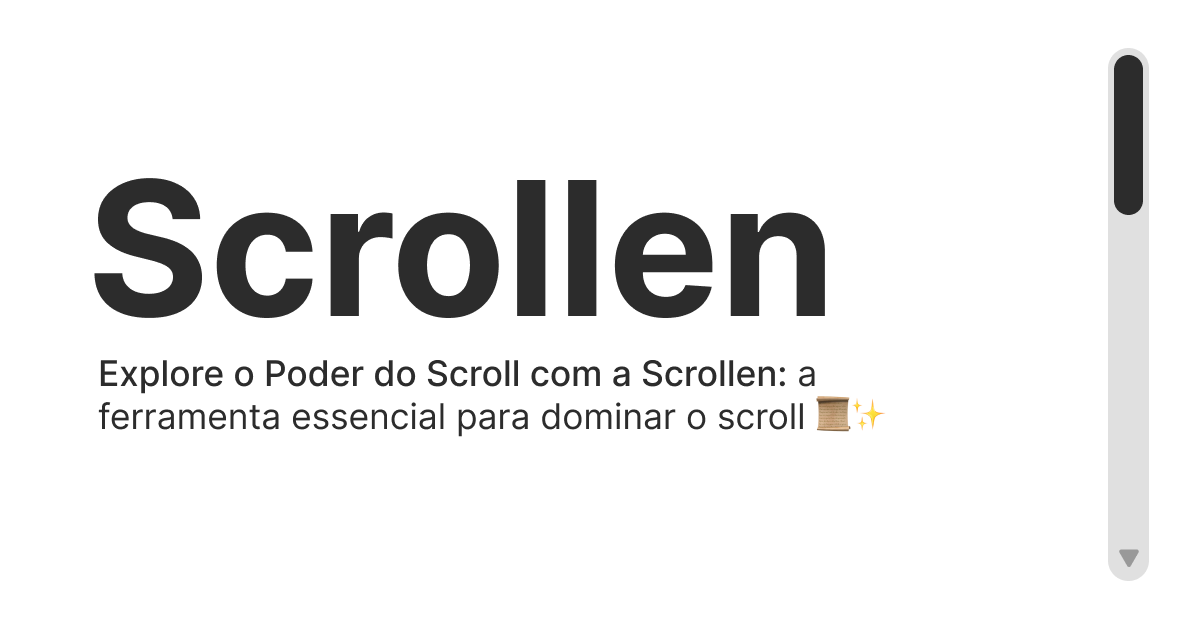 Scrollen
Explore o Poder do Scroll com a Scrollen: a
ferramenta essencial para dominar o scroll 📜✨